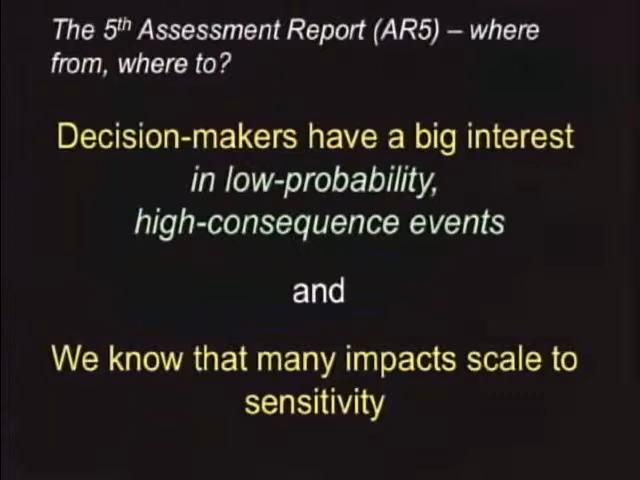 The 5th Assessment Report (AR5) – where
from, where to?
Decision-makers have a big interest
in low-probability,
high-consequence events
and
We know that many impacts scale to
sensitivity